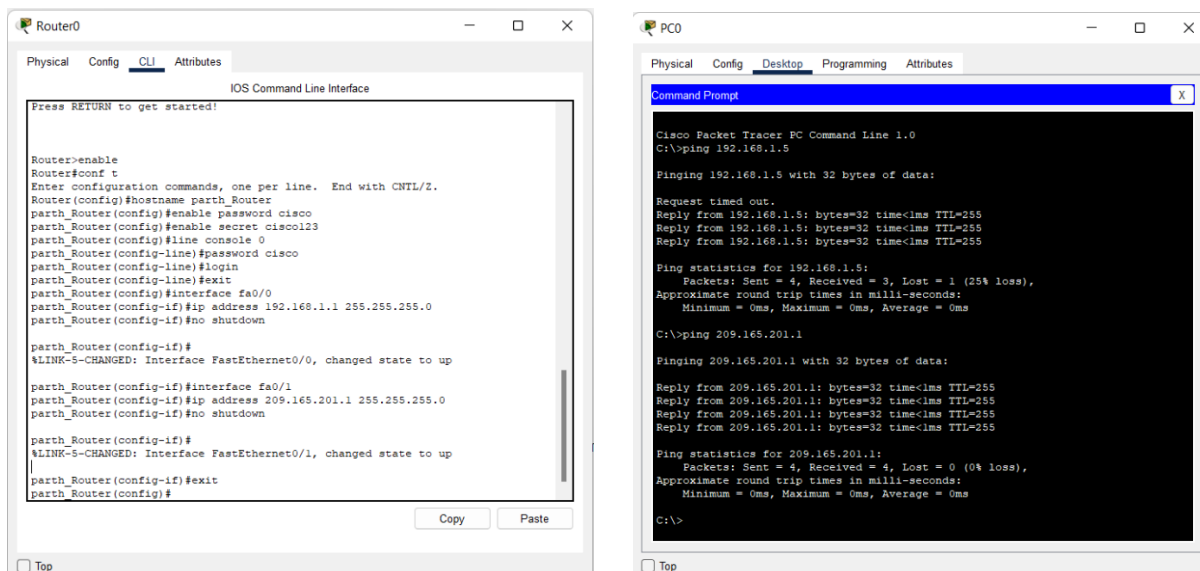 Router0
Physical Config CLI Attributes
IOS Command Line Interface
Press RETURN to get started!
Router>enable
Router#conf t
Enter configuration commands, one per line. End with CNTL/Z.
Router(config)#hostname parth_Router
parth_Router(config)#enable password cisco
parth_Router(config)#enable secret cisco123
parth_Router(config)#line console 0
parth_Router(config-line)#password cisco
parth_Router(config-line)#login
parth_Router(config-line)#exit
parth_Router(config)#interface fa0/0
parth_Router(config-if)#ip address 192.168.1.1 255.255.255.0
parth_Router(config-if)#no shutdown
parth_Router(config-if)#
%LINK-5-CHANGED: Interface FastEthernet0/0, changed state to up
parth_Router(config-if)#interface fa0/1
parth_Router(config-if)#ip address 209.165.201.1 255.255.255.0
parth_Router(config-if)#no shutdown
parth_Router(config-if)#
%LINK-5-CHANGED: Interface FastEthernet0/1, changed state to up
parth_Router(config-if)#exit
parth_Router(config)#
Copy Paste
Top
PC0
Physical Config Desktop Programming Attributes
Command Prompt
X
Cisco Packet Tracer PC Command Line 1.0
C:\>ping 192.168.1.5
Pinging 192.168.1.5 with 32 bytes of data:
Request timed out.
Reply from 192.168.1.5: bytes=32 time<1ms TTL=255
Reply from 192.168.1.5: bytes=32 time<1ms TTL=255
Reply from 192.168.1.5: bytes=32 time<1ms TTL=255
Ping statistics for 192.168.1.5:
Packets: Sent = 4, Received = 3, Lost = 1 (25% loss),
Approximate round trip times in milli-seconds:
Minimum = 0ms, Maximum = 0ms, Average = 0ms
C:\>ping 209.165.201.1
Pinging 209.165.201.1 with 32 bytes of data:
Reply from 209.165.201.1: bytes=32 time<1ms TTL=255
Reply from 209.165.201.1: bytes=32 time<1ms TTL=255
Reply from 209.165.201.1: bytes=32 time<1ms TTL=255
Reply from 209.165.201.1: bytes=32 time<1ms TTL=255
Ping statistics for 209.165.201.1:
Packets: Sent = 4, Received = 4, Lost = 0 (0% loss),
Approximate round trip times in milli-seconds:
Minimum = 0ms, Maximum = 0ms, Average = 0ms
C:\>
Top